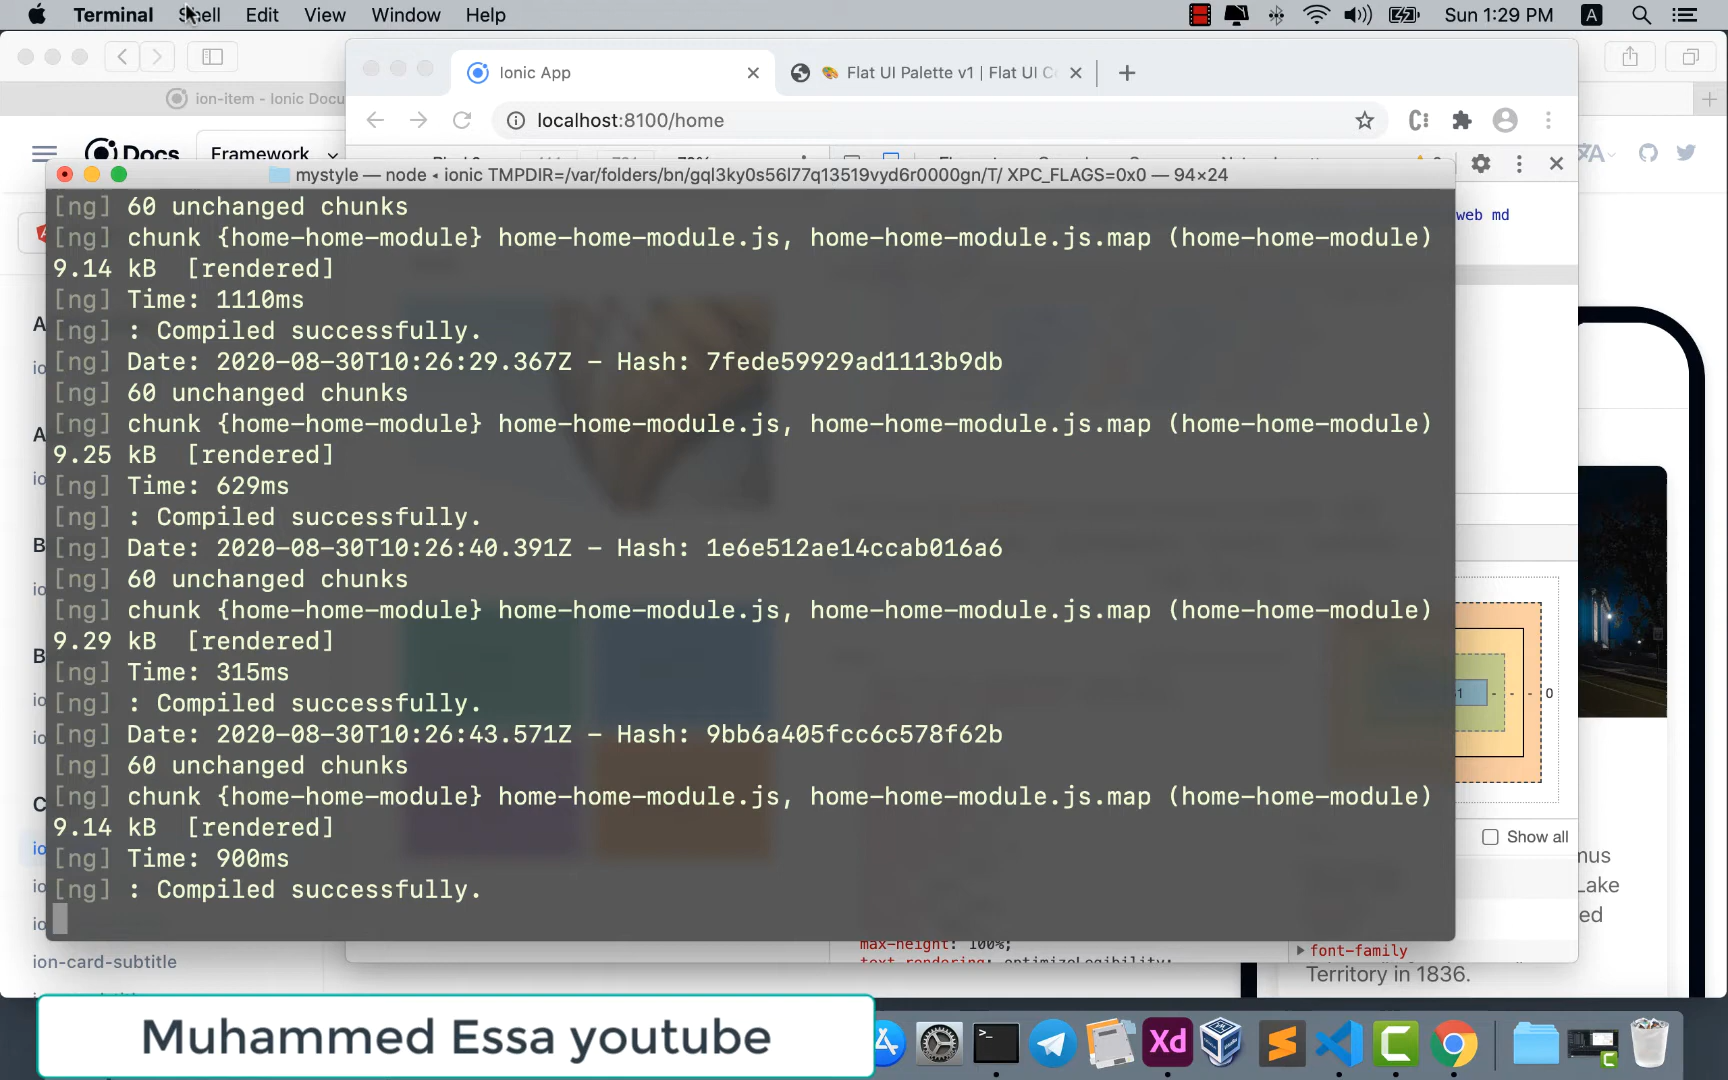 Terminal Shell Edit View Window Help Sun 1:29 PM A
Ionic App Flat UI Palette v1 | Flat UI Co
ion-item - Ionic Docu
localhost:8100/home
Docs Framework
mystyle — node ◂ ionic TMPDIR=/var/folders/bn/gql3ky0s56l77q13519vyd6r0000gn/T/ XPC_FLAGS=0x0 — 94×24
web md
[ng] 60 unchanged chunks
[ng] chunk {home-home-module} home-home-module.js, home-home-module.js.map (home-home-module)
9.14 kB [rendered]
[ng] Time: 1110ms
[ng] : Compiled successfully.
[ng] Date: 2020-08-30T10:26:29.367Z - Hash: 7fede59929ad1113b9db
[ng] 60 unchanged chunks
[ng] chunk {home-home-module} home-home-module.js, home-home-module.js.map (home-home-module)
9.25 kB [rendered]
[ng] Time: 629ms
[ng] : Compiled successfully.
[ng] Date: 2020-08-30T10:26:40.391Z - Hash: 1e6e512ae14ccab016a6
[ng] 60 unchanged chunks
[ng] chunk {home-home-module} home-home-module.js, home-home-module.js.map (home-home-module)
9.29 kB [rendered]
[ng] Time: 315ms
[ng] : Compiled successfully.
[ng] Date: 2020-08-30T10:26:43.571Z - Hash: 9bb6a405fcc6c578f62b
[ng] 60 unchanged chunks
[ng] chunk {home-home-module} home-home-module.js, home-home-module.js.map (home-home-module)
9.14 kB [rendered]
[ng] Time: 900ms
[ng] : Compiled successfully.
0
Show all
mus
Lake
ed
max-height: 100%;
font-family
ion-card-subtitle
Territory in 1836.
Muhammed Essa youtube
Xd